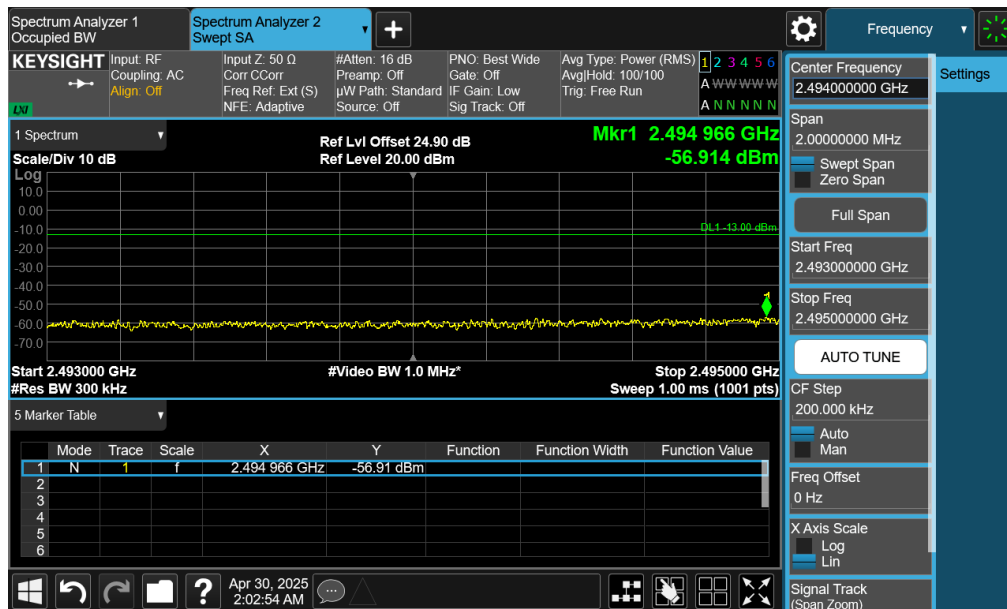 Spectrum Analyzer 1
Occupied BW
Spectrum Analyzer 2
Swept SA
Frequency
KEYSIGHT
Input: RF
Coupling: AC
Align: Off
Input Z: 50 Ω
Corr CCorr
Freq Ref: Ext (S)
NFE: Adaptive
#Atten: 16 dB
Preamp: Off
µW Path: Standard
Source: Off
PNO: Best Wide
Gate: Off
IF Gain: Low
Sig Track: Off
Avg Type: Power (RMS)
Avg|Hold: 100/100
Trig: Free Run
1 2 3 4 5 6
A W W W W W
A N N N N N
LXI
1 Spectrum
Scale/Div 10 dB
Ref Lvl Offset 24.90 dB
Ref Level 20.00 dBm
Mkr1 2.494 966 GHz
-56.914 dBm
Log
10.0
0.00
-10.0
-20.0
-30.0
-40.0
-50.0
-60.0
-70.0
DL1 -13.00 dBm
1
Start 2.493000 GHz
#Video BW 1.0 MHz*
Stop 2.495000 GHz
#Res BW 300 kHz
Sweep 1.00 ms (1001 pts)
5 Marker Table
Mode Trace Scale X Y Function Function Width Function Value
1 N 1 f 2.494 966 GHz -56.91 dBm
2
3
4
5
6
Center Frequency
2.494000000 GHz
Settings
Span
2.00000000 MHz
Swept Span
Zero Span
Full Span
Start Freq
2.493000000 GHz
Stop Freq
2.495000000 GHz
AUTO TUNE
CF Step
200.000 kHz
Auto
Man
Freq Offset
0 Hz
X Axis Scale
Log
Lin
Signal Track
(Span Zoom)
?
Apr 30, 2025
2:02:54 AM